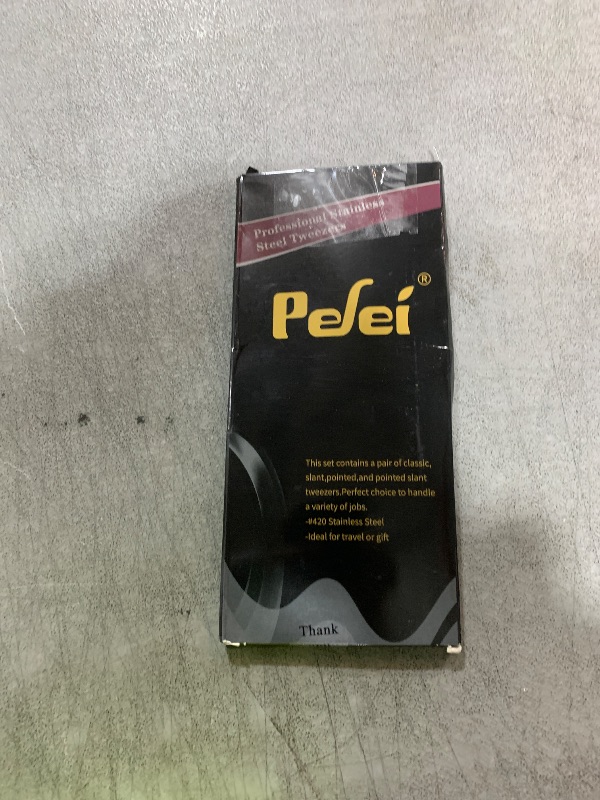 Professional Stainless
Steel Tweezers
Pesei®
This set contains a pair of classic,
slant,pointed,and pointed slant
tweezers.Perfect choice to handle
a variety of jobs.
-#420 Stainless Steel
-Ideal for travel or gift
Thank